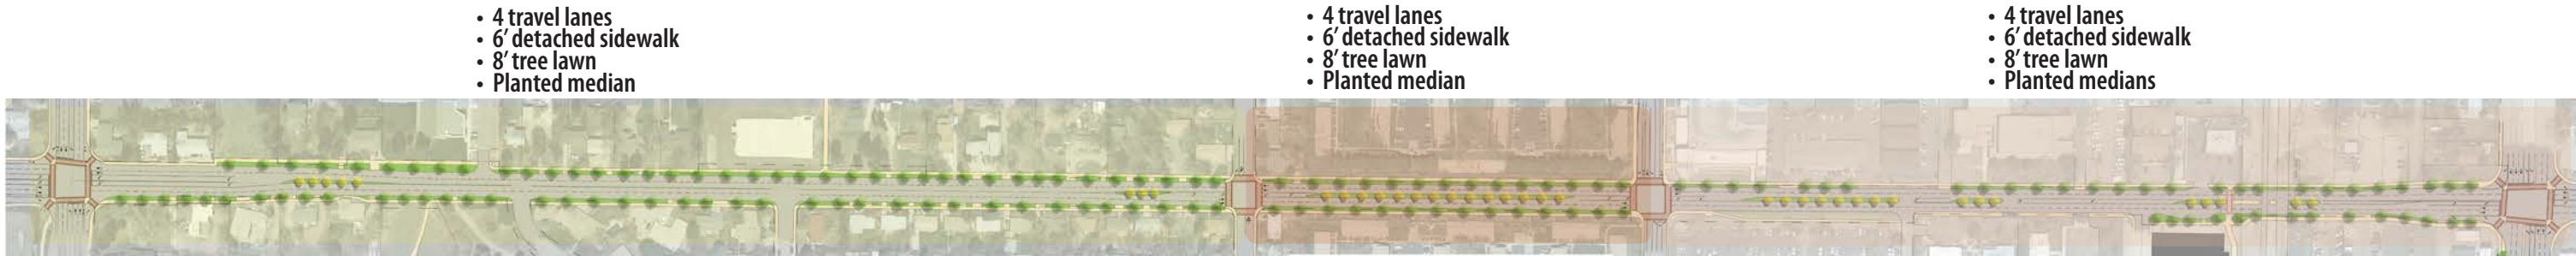 • 4 travel lanes
• 6' detached sidewalk
• 8' tree lawn
• Planted median
• 4 travel lanes
• 6' detached sidewalk
• 8' tree lawn
• Planted median
• 4 travel lanes
• 6' detached sidewalk
• 8' tree lawn
• Planted medians